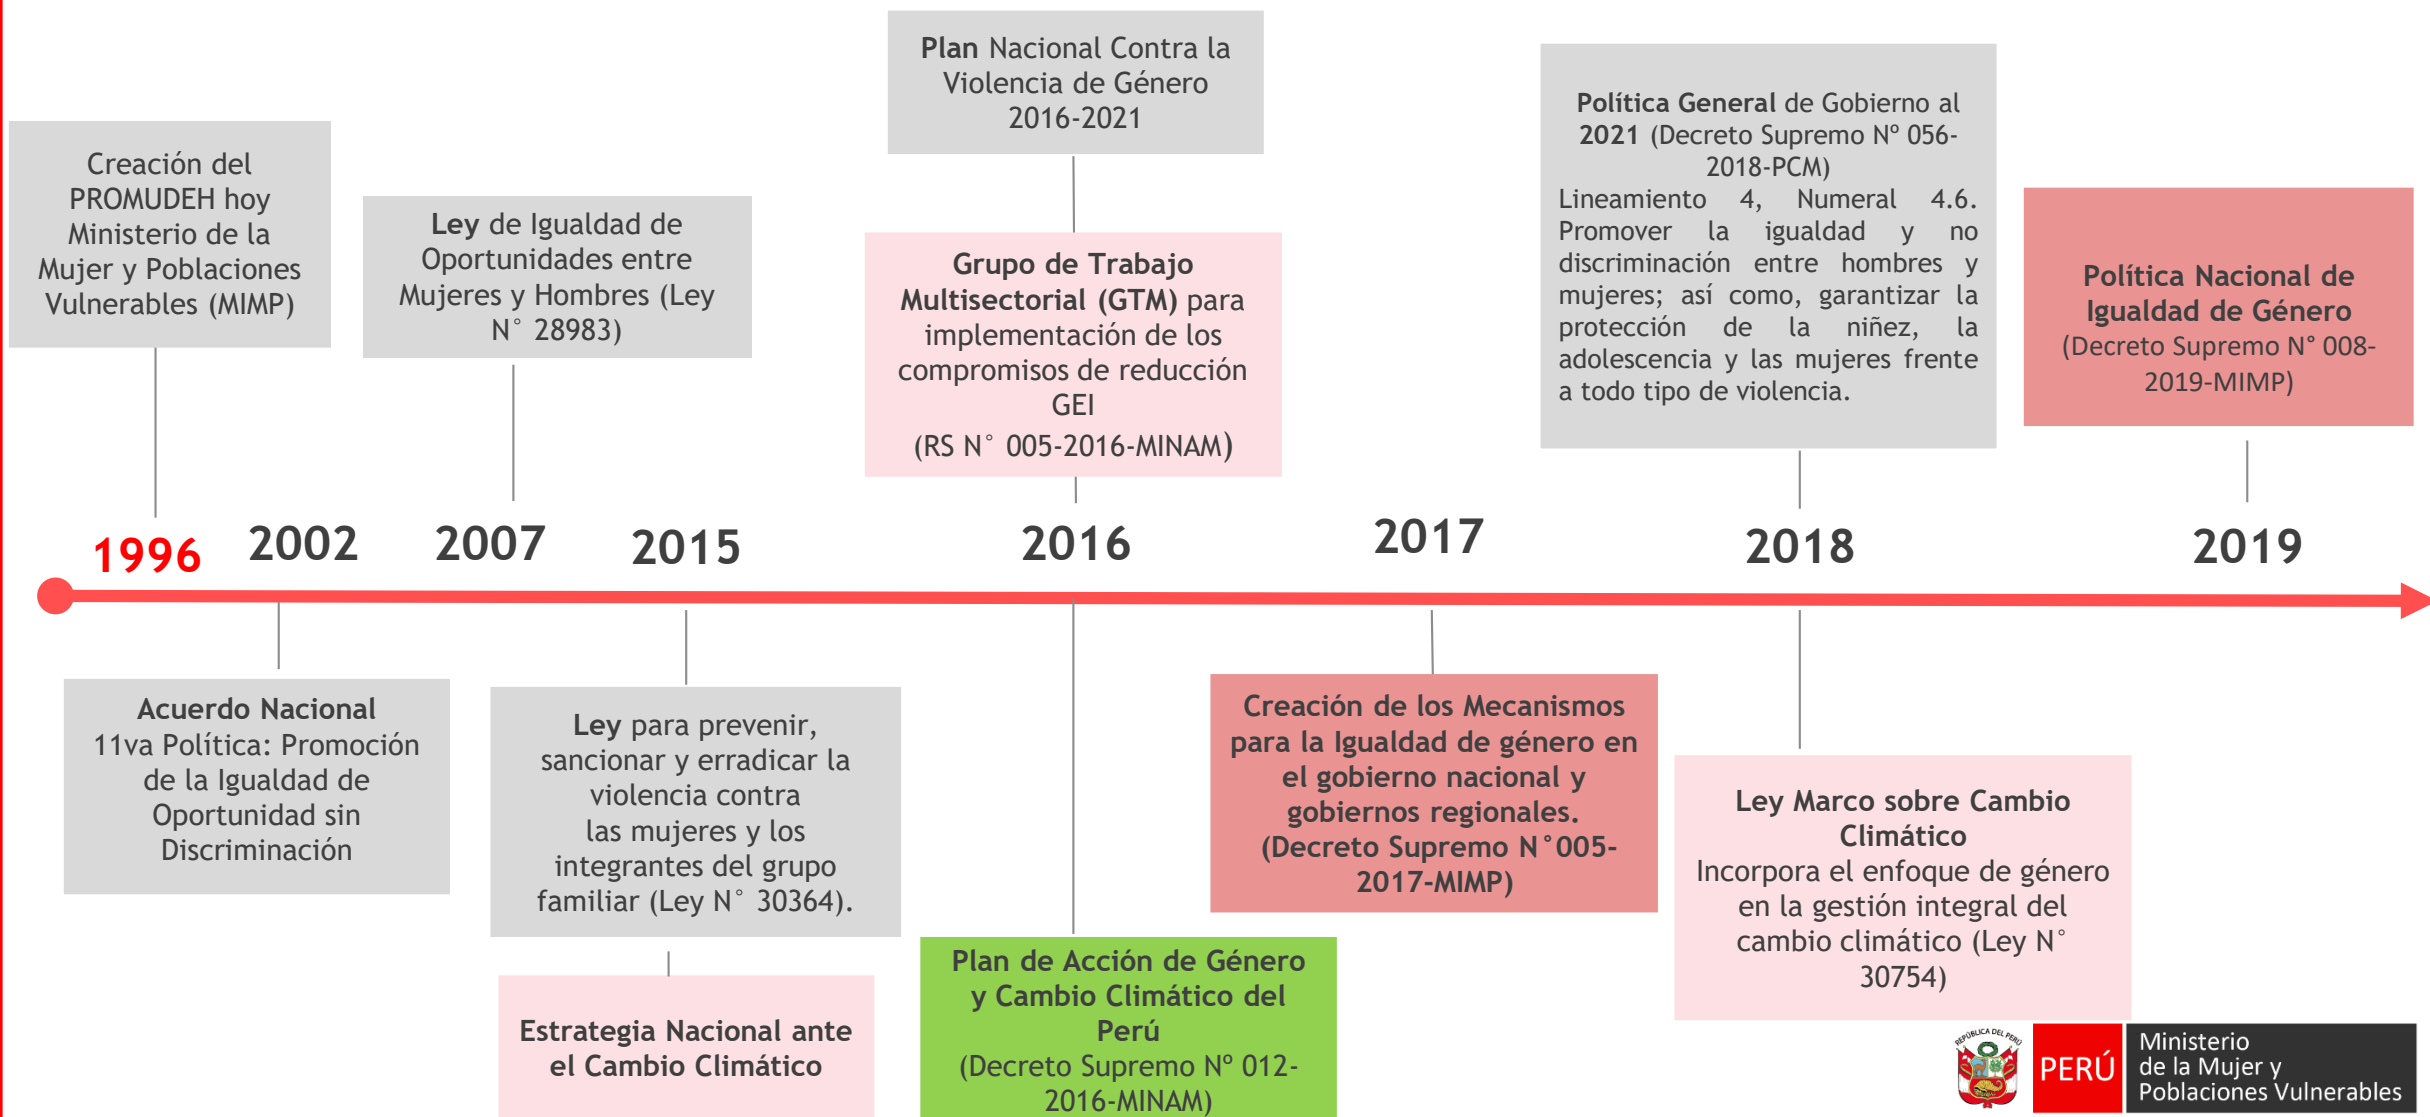 Plan Nacional Contra la
Violencia de Género
2016-2021
Política General de Gobierno al
2021 (Decreto Supremo Nº 056-
2018-PCM)
Lineamiento 4, Numeral 4.6.
Promover la igualdad y no
discriminación entre hombres y
mujeres; así como, garantizar la
protección de la niñez, la
adolescencia y las mujeres frente
a todo tipo de violencia.
Creación del
PROMUDEH hoy
Ministerio de la
Mujer y Poblaciones
Vulnerables (MIMP)
Ley de Igualdad de
Oportunidades entre
Mujeres y Hombres (Ley
N° 28983)
Grupo de Trabajo
Multisectorial (GTM) para
implementación de los
compromisos de reducción
GEI
(RS N° 005-2016-MINAM)
Política Nacional de
Igualdad de Género
(Decreto Supremo N° 008-
2019-MIMP)
1996
2002
2007
2015
2016
2017
2018
2019
Acuerdo Nacional
11va Política: Promoción
de la Igualdad de
Oportunidad sin
Discriminación
Ley para prevenir,
sancionar y erradicar la
violencia contra
las mujeres y los
integrantes del grupo
familiar (Ley N° 30364).
Estrategia Nacional ante
el Cambio Climático
Plan de Acción de Género
y Cambio Climático del
Perú
(Decreto Supremo Nº 012-
2016-MINAM)
Creación de los Mecanismos
para la Igualdad de género en
el gobierno nacional y
gobiernos regionales.
(Decreto Supremo N°005-
2017-MIMP)
Ley Marco sobre Cambio
Climático
Incorpora el enfoque de género
en la gestión integral del
cambio climático (Ley N°
30754)
REPÚBLICA DEL PERÚ
PERÚ
Ministerio
de la Mujer y
Poblaciones Vulnerables